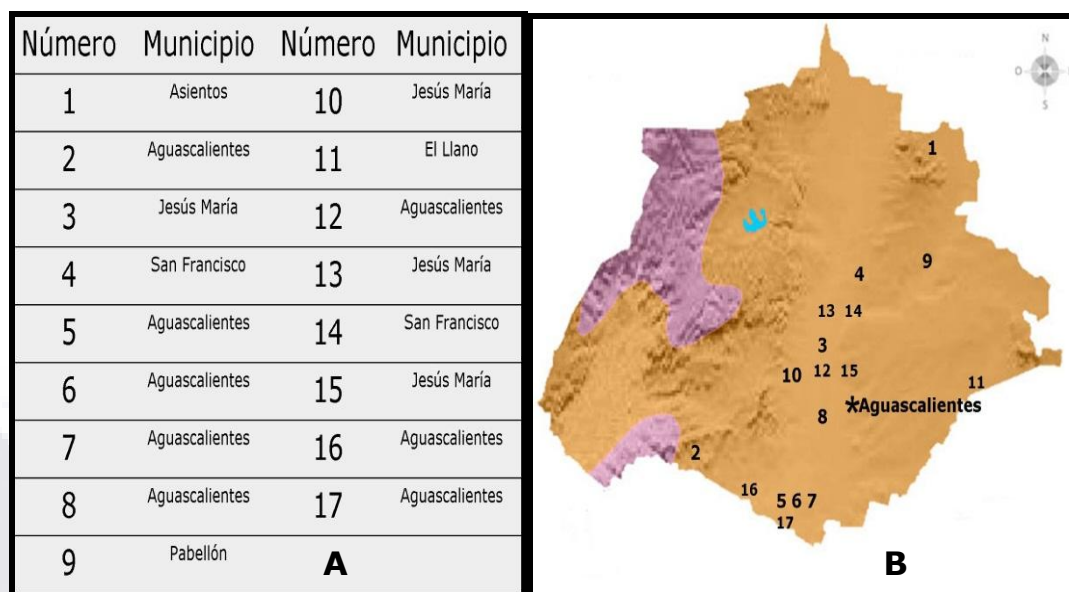 Número Municipio Número Municipio
1 Asientos 10 Jesús María
2 Aguascalientes 11 El Llano
3 Jesús María 12 Aguascalientes
4 San Francisco 13 Jesús María
5 Aguascalientes 14 San Francisco
6 Aguascalientes 15 Jesús María
7 Aguascalientes 16 Aguascalientes
8 Aguascalientes 17 Aguascalientes
9 Pabellón
A
N
O
S
1
9
4
13 14
3
10 12 15
11
*Aguascalientes
8
2
16
5 6 7
17
B